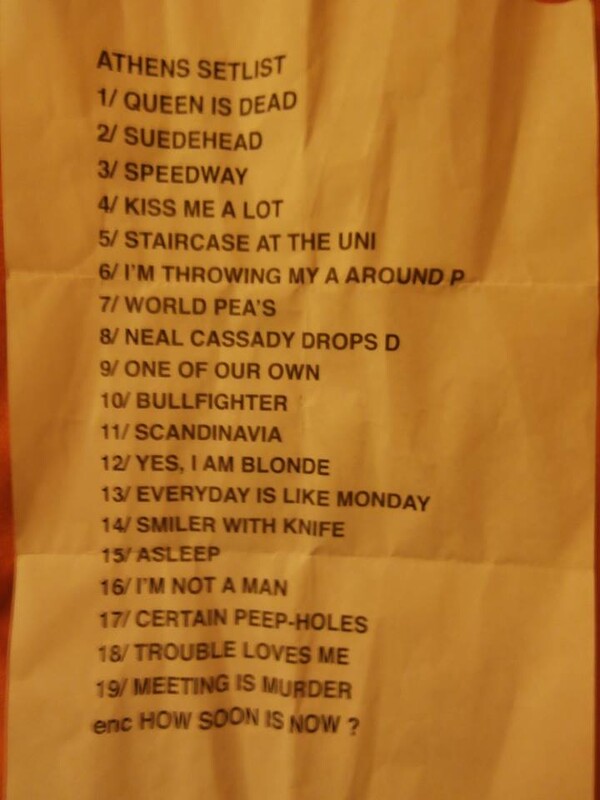 ATHENS SETLIST
1/ QUEEN IS DEAD
2/ SUEDEHEAD
3/ SPEEDWAY
4/ KISS ME A LOT
5/ STAIRCASE AT THE UNI
6/ I'M THROWING MY A AROUND P
7/ WORLD PEA'S
8/ NEAL CASSADY DROPS D
9/ ONE OF OUR OWN
10/ BULLFIGHTER
11/ SCANDINAVIA
12/ YES, I AM BLONDE
13/ EVERYDAY IS LIKE MONDAY
14/ SMILER WITH KNIFE
15/ ASLEEP
16/ I'M NOT A MAN
17/ CERTAIN PEEP-HOLES
18/ TROUBLE LOVES ME
19/ MEETING IS MURDER
enc HOW SOON IS NOW ?